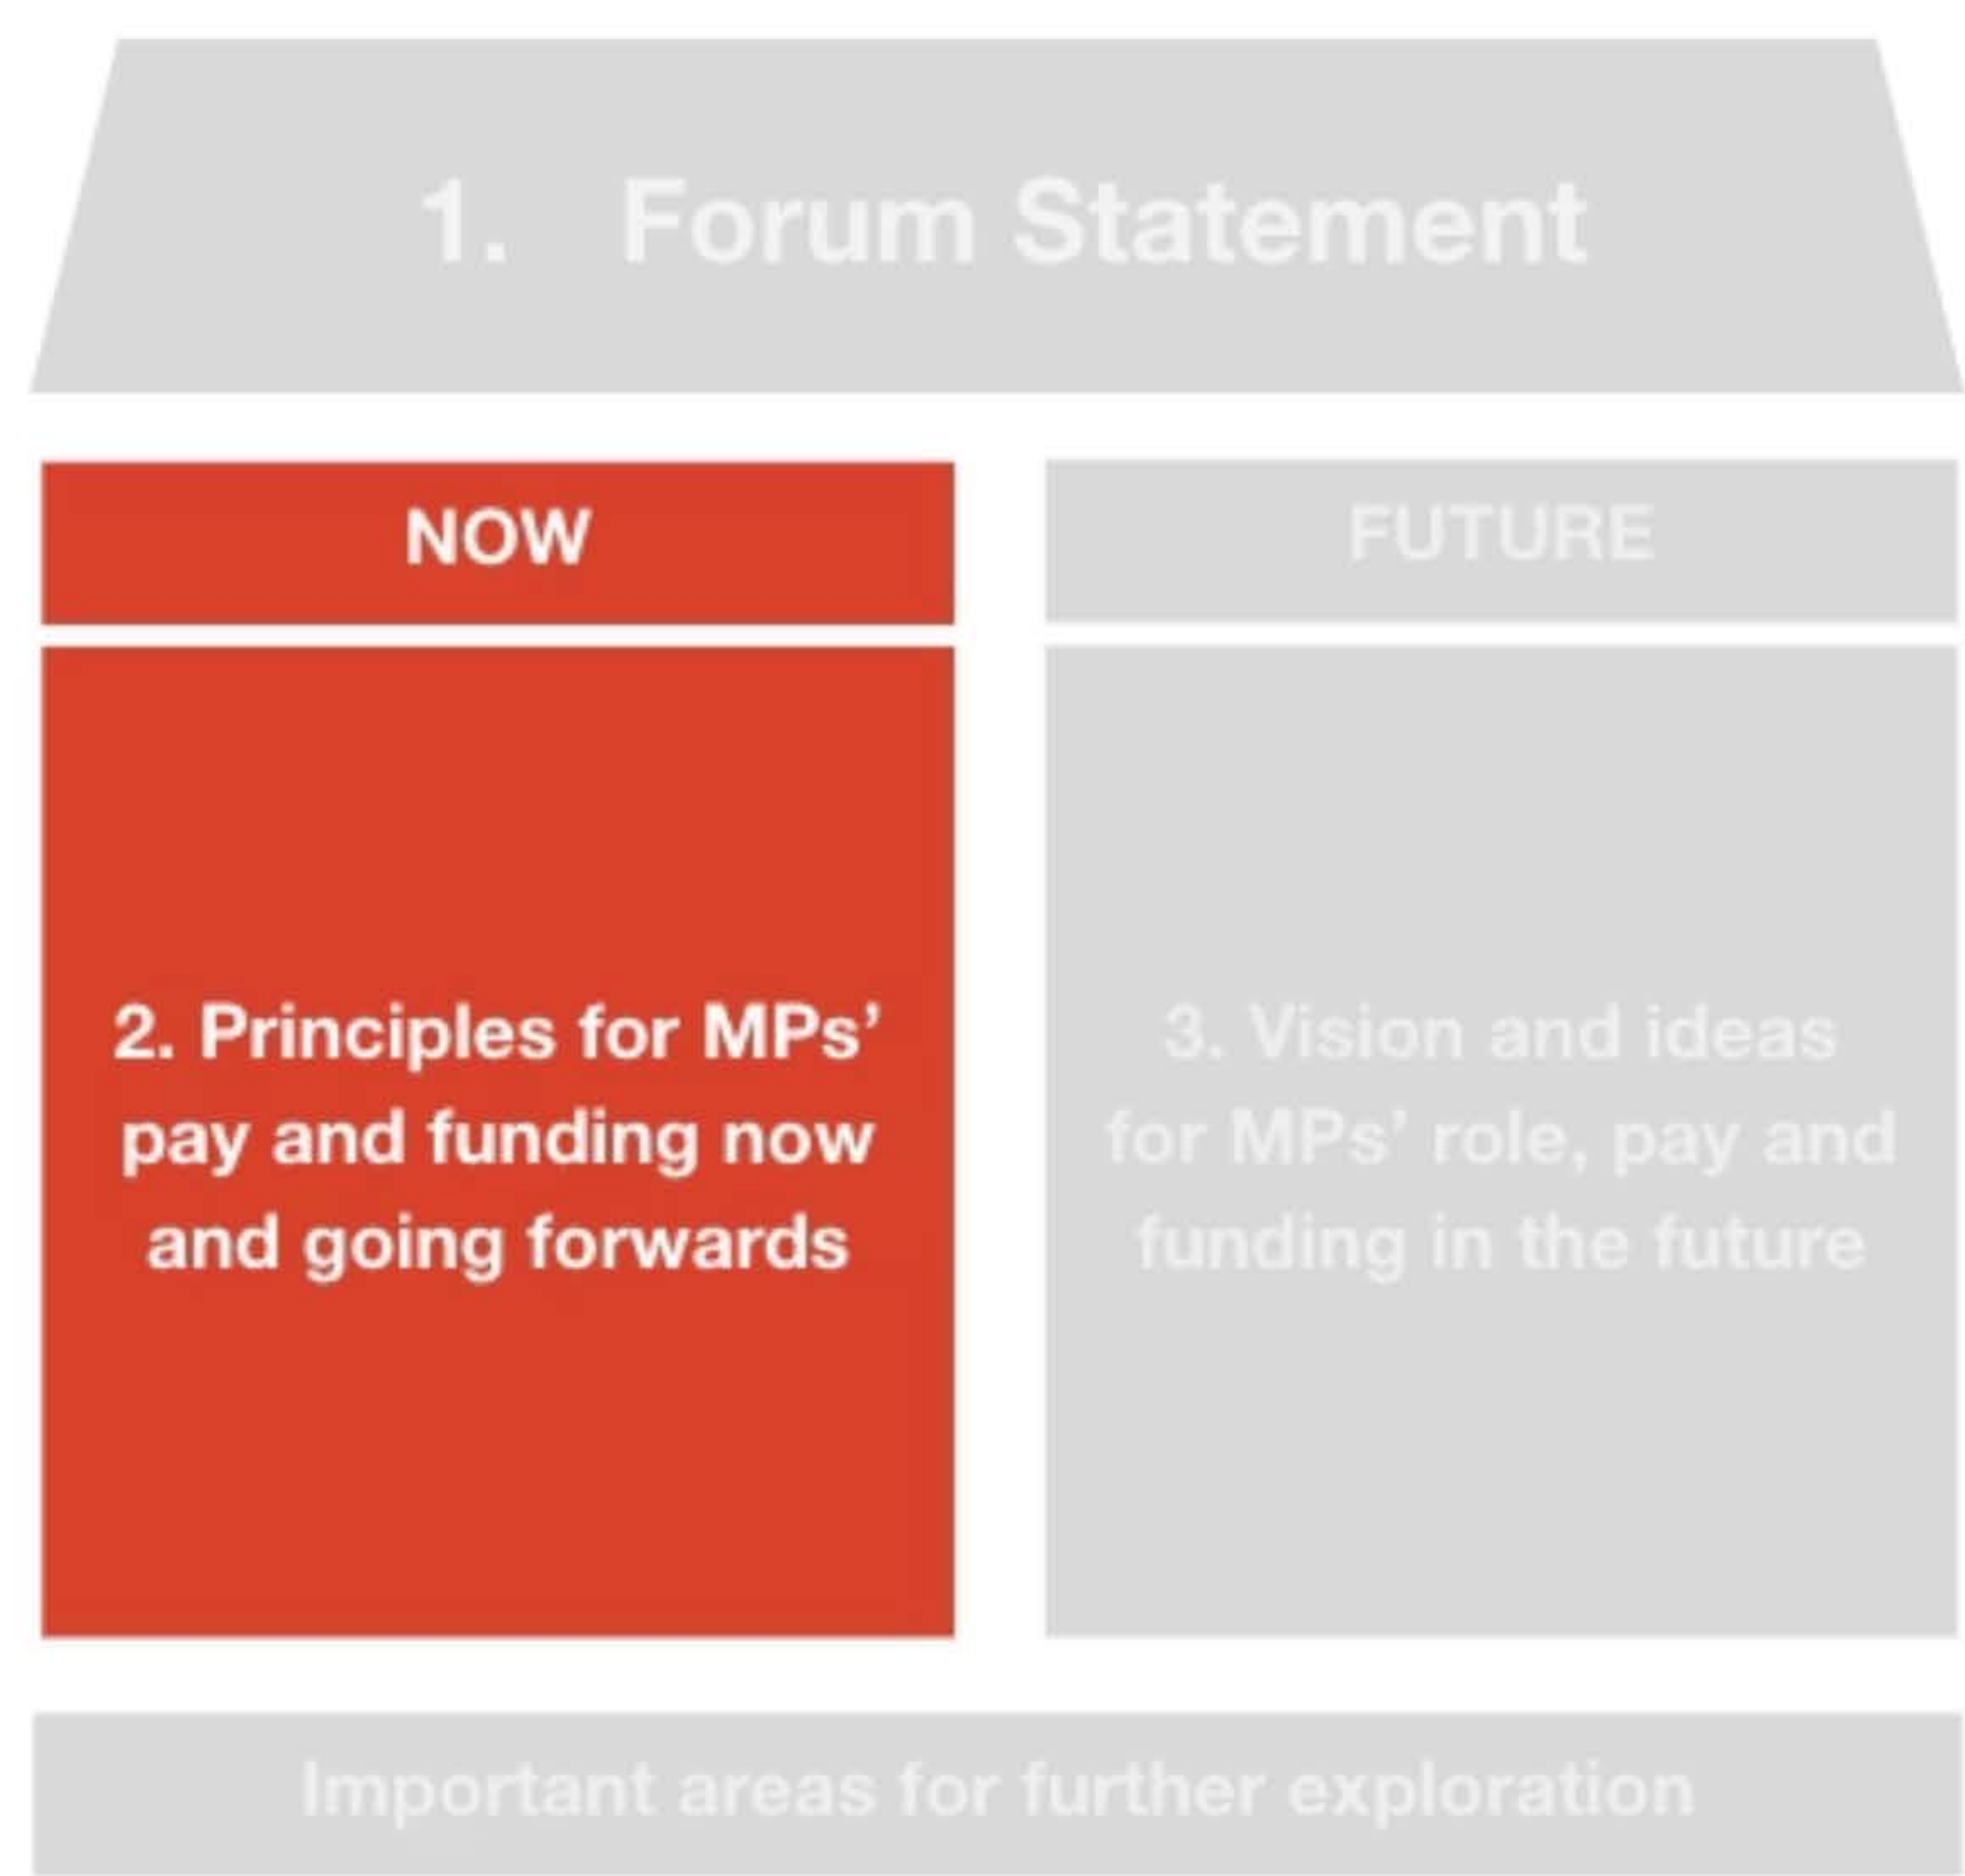 1. Forum Statement
NOW
2. Principles for MPs’
pay and funding now
and going forwards
FUTURE
3. Vision and ideas
for MPs’ role, pay and
funding in the future
Important areas for further exploration